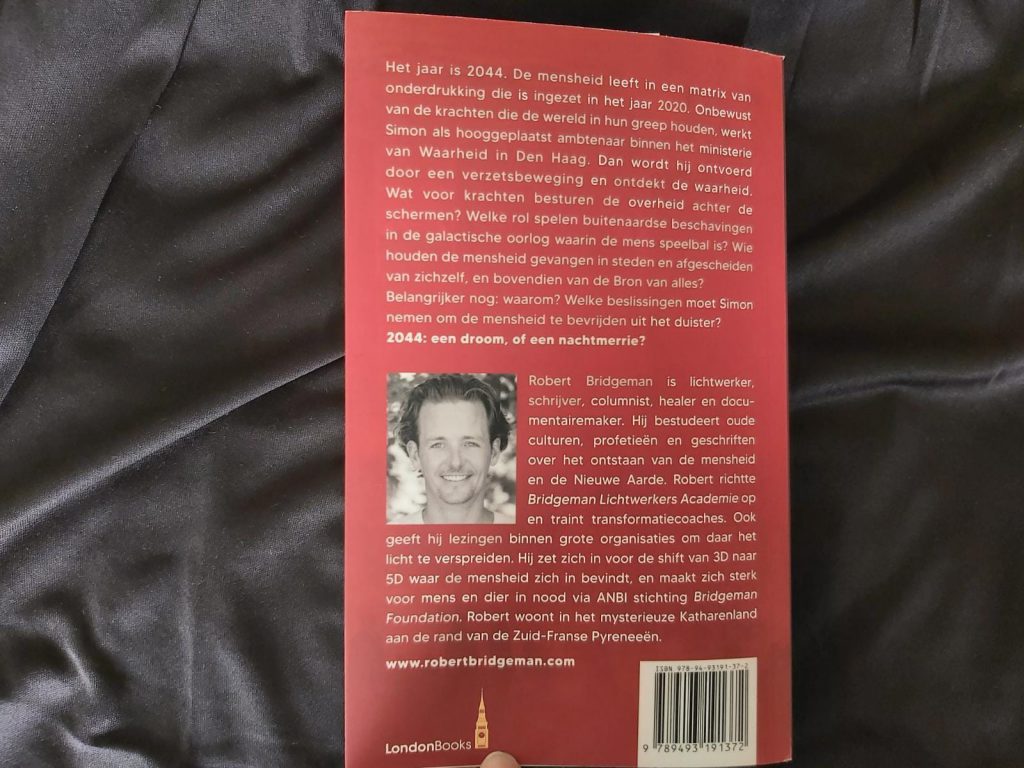 Het jaar is 2044. De mensheid leeft in een matrix van
onderdrukking die is ingezet in het jaar 2020. Onbewust
van de krachten die de wereld in hun greep houden, werkt
Simon als hooggeplaatst ambtenaar binnen het ministerie
van Waarheid in Den Haag. Dan wordt hij ontvoerd
door een verzetsbeweging en ontdekt de waarheid.
Wat voor krachten besturen de overheid achter de
schermen? Welke rol spelen buitenaardse beschavingen
in de galactische oorlog waarin de mens speelbal is? Wie
houden de mensheid gevangen in steden en afgescheiden
van zichzelf, en bovendien van de Bron van alles?
Belangrijker nog: waarom? Welke beslissingen moet Simon
nemen om de mensheid te bevrijden uit het duister?
2044: een droom, of een nachtmerrie?
Robert Bridgeman is lichtwerker,
schrijver, columnist, healer en docu-
mentairemaker. Hij bestudeert oude
culturen, profetieën en geschriften
over het ontstaan van de mensheid
en de Nieuwe Aarde. Robert richtte
Bridgeman Lichtwerkers Academie op
en traint transformatiecoaches. Ook
geeft hij lezingen binnen grote organisaties om daar het
licht te verspreiden. Hij zet zich in voor de shift van 3D naar
5D waar de mensheid zich in bevindt, en maakt zich sterk
voor mens en dier in nood via ANBI stichting Bridgeman
Foundation. Robert woont in het mysterieuze Katharenland
aan de rand van de Zuid-Franse Pyreneeën.
www.robertbridgeman.com
ISBN 978-94-93191-37-2
9 789493 191372
LondonBooks